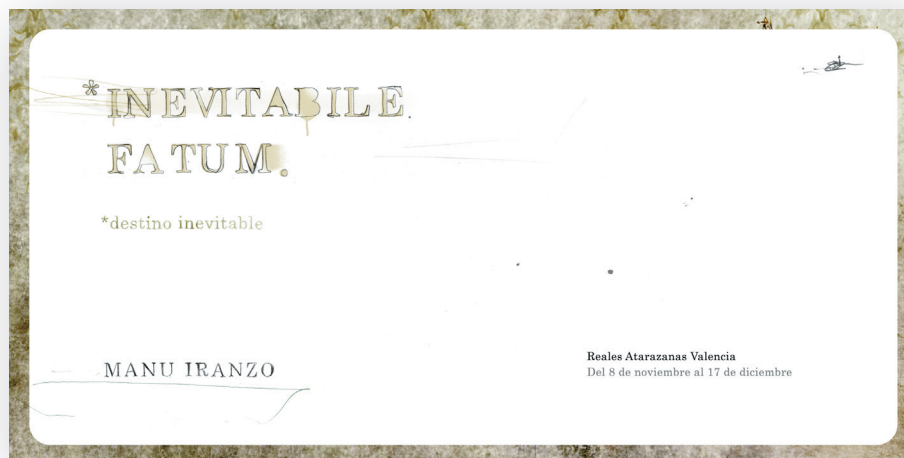 *INEVITABILE.
FATUM.
*destino inevitable
MANU IRANZO
Reales Atarazanas Valencia
Del 8 de noviembre al 17 de diciembre